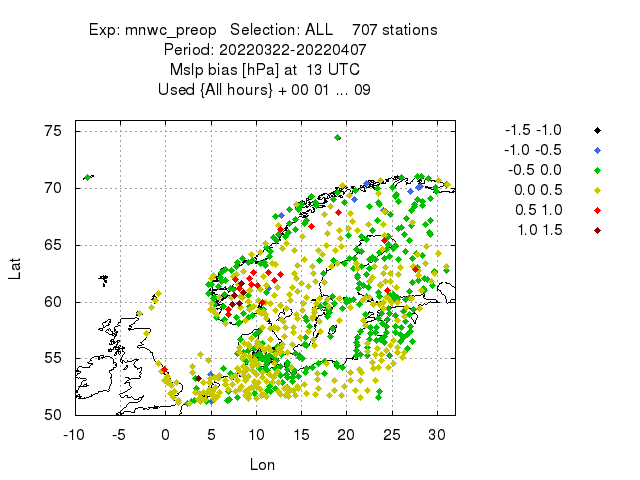 Exp: mnwc_preop Selection: ALL 707 stations
Period: 20220322-20220407
Mslp bias [hPa] at 13 UTC
Used {All hours} + 00 01 ... 09
75
70
65
60
55
50
Lat
-10 -5 0 5 10 15 20 25 30
Lon
-1.5 -1.0
-1.0 -0.5
-0.5 0.0
0.0 0.5
0.5 1.0
1.0 1.5